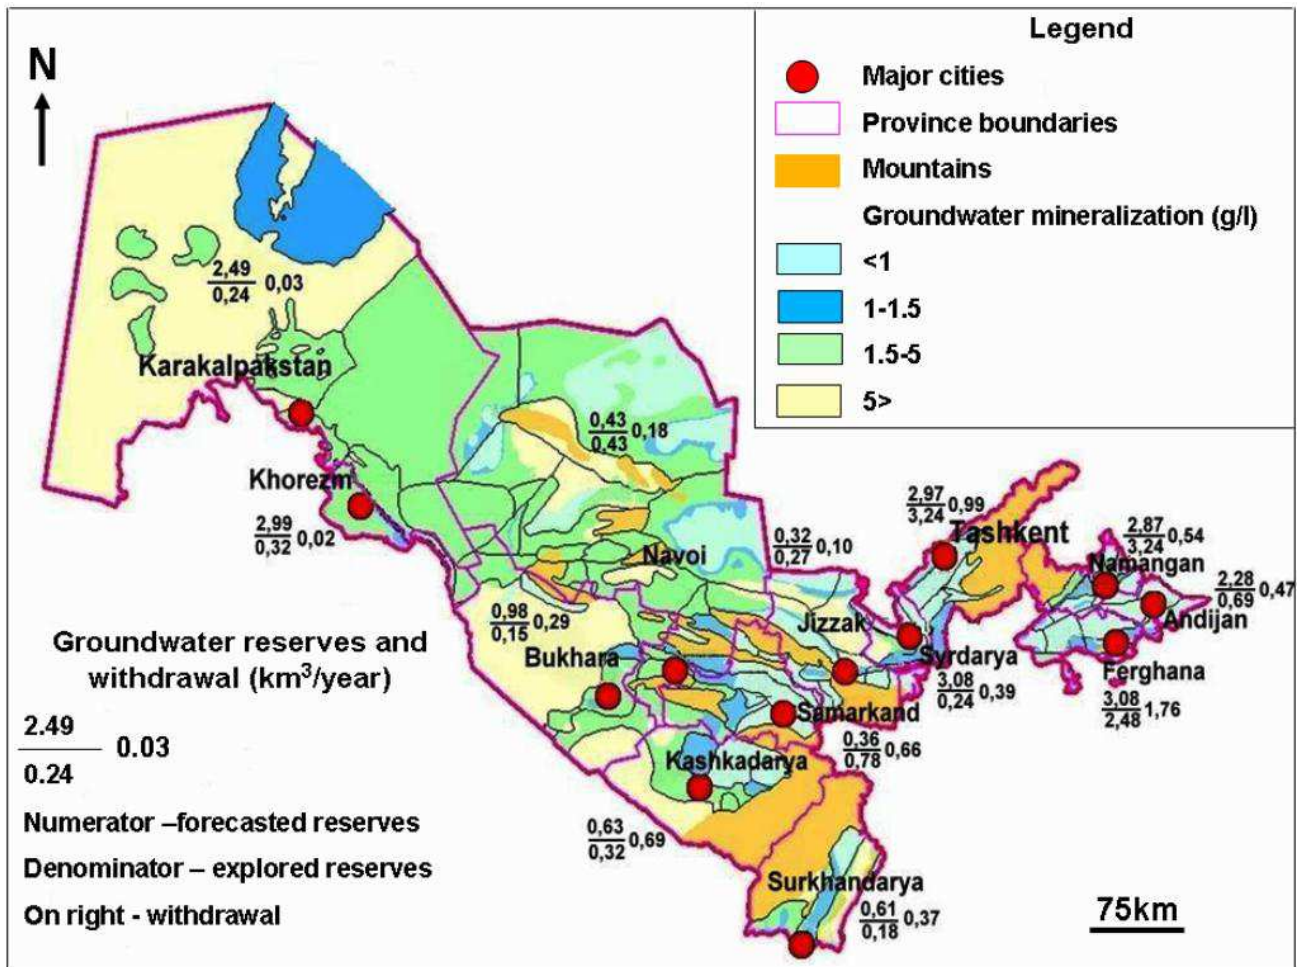 Legend
Major cities
Province boundaries
Mountains
Groundwater mineralization (g/l)
<1
1-1.5
1.5-5
5>
N
2,49
0,24 0,03
Karakalpakstan
0,43
0,43 0,18
Khorezm
2,99
0,32 0,02
2,97
3,24 0,99
Tashkent
2,87
3,24 0,54
Namangan
0,32
0,27 0,10
Navoi
2,28
0,69 0,47
Andijan
0,98
0,15 0,29
Jizzak
Bukhara
Syrdarya
3,08
0,24 0,39
Ferghana
3,08
2,48 1,76
Samarkand
0,36
0,78 0,66
Kashkadarya
0,63
0,32 0,69
Surkhandarya
0,61
0,18 0,37
Groundwater reserves and
withdrawal (km³/year)
2.49
0.24 0.03
Numerator –forecasted reserves
Denominator – explored reserves
On right - withdrawal
75km